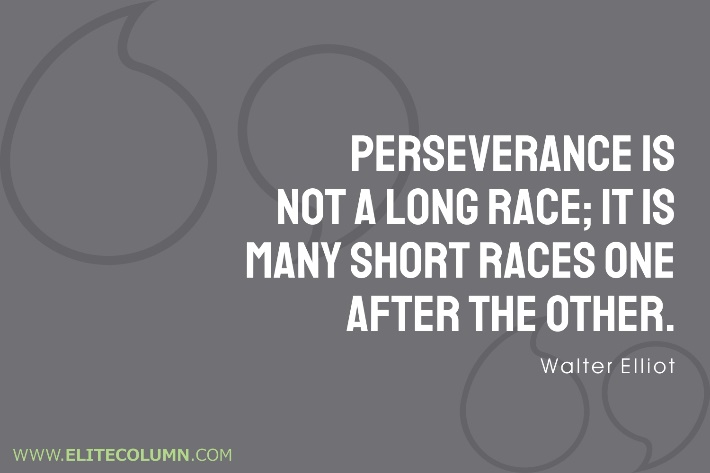 PERSEVERANCE IS
NOT A LONG RACE; IT IS
MANY SHORT RACES ONE
AFTER THE OTHER.
Walter Elliot
WWW.ELITECOLUMN.COM